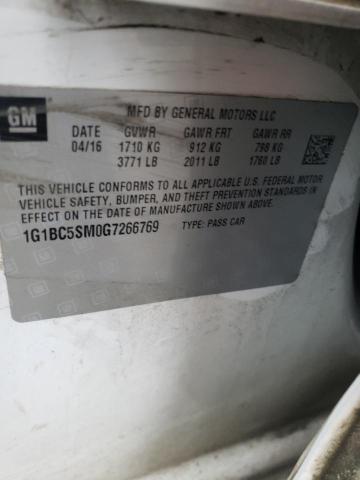 GM
MFD BY GENERAL MOTORS LLC
DATE GVWR GAWR FRT GAWR RR
04/16 1710 KG 912 KG 798 KG
3771 LB 2011 LB 1760 LB
THIS VEHICLE CONFORMS TO ALL APPLICABLE U.S. FEDERAL MOTOR
VEHICLE SAFETY, BUMPER, AND THEFT PREVENTION STANDARDS
IN EFFECT ON THE DATE OF MANUFACTURE SHOWN ABOVE.
1G1BC5SM0G7266769 TYPE: PASS CAR